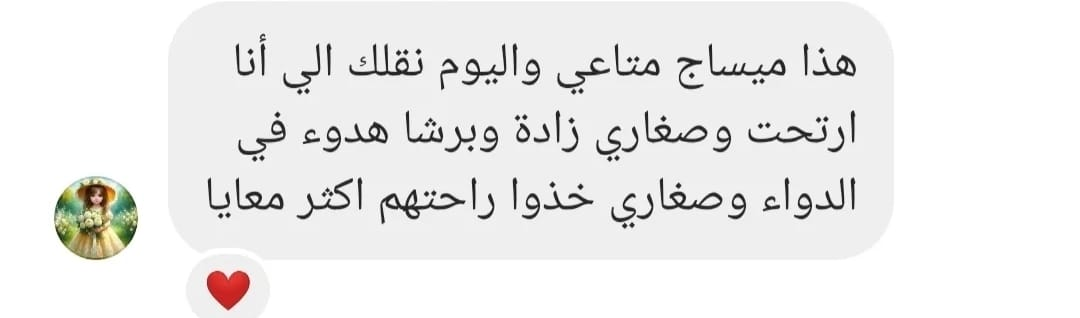 هذا ميساج متاعي واليوم نقلك الي أنا
ارتحت وصغاري زادة وبرشا هدوء في
الدواء وصغاري خذوا راحتهم اكثر معايا